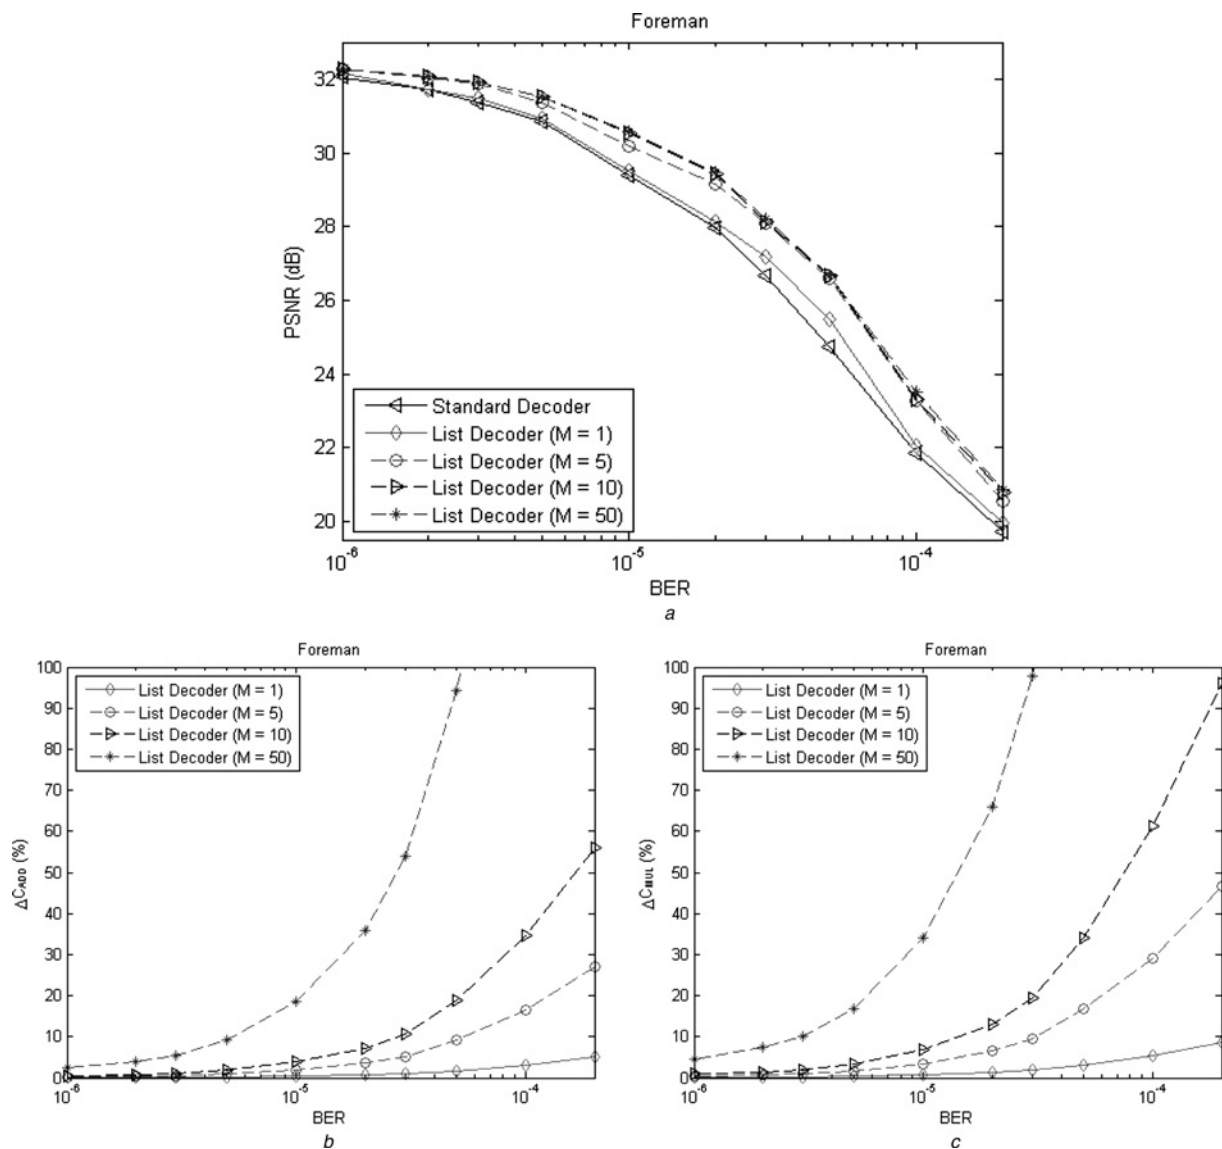 Foreman
PSNR (dB)
32
30
28
26
24
22
20
Standard Decoder
List Decoder (M = 1)
List Decoder (M = 5)
List Decoder (M = 10)
List Decoder (M = 50)
10^-6
10^-5
10^-4
BER
a
Foreman
ΔC_ADD (%)
100
90
80
70
60
50
40
30
20
10
0
List Decoder (M = 1)
List Decoder (M = 5)
List Decoder (M = 10)
List Decoder (M = 50)
10^-6
10^-5
10^-4
BER
b
Foreman
ΔC_MUL (%)
100
90
80
70
60
50
40
30
20
10
0
List Decoder (M = 1)
List Decoder (M = 5)
List Decoder (M = 10)
List Decoder (M = 50)
10^-6
10^-5
10^-4
BER
c